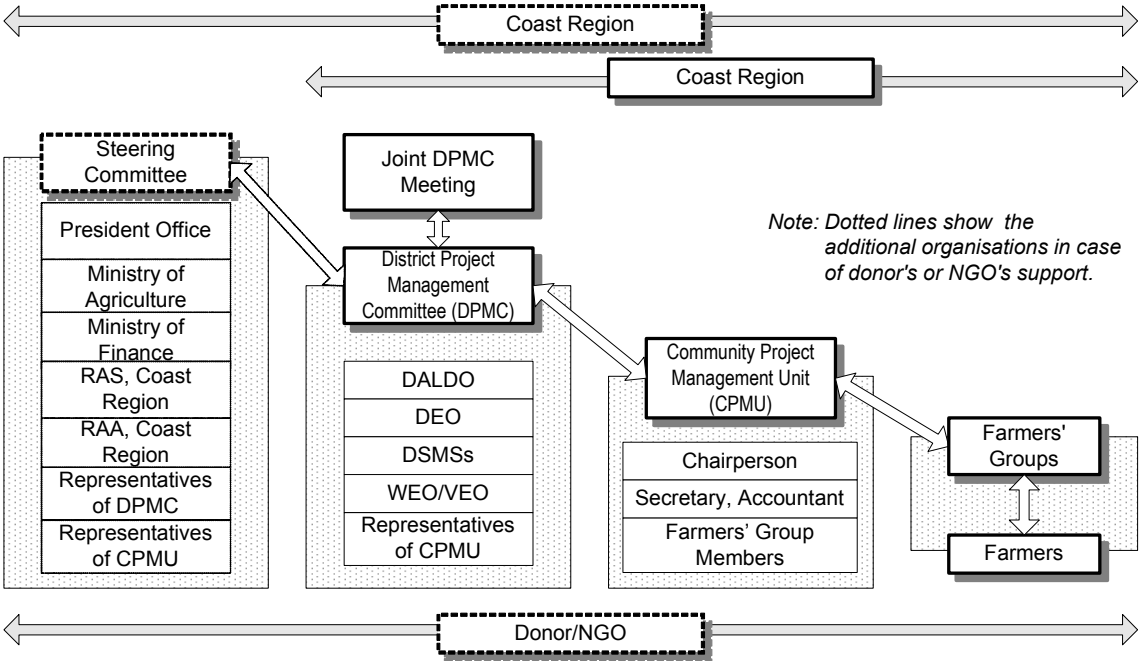 Coast Region
Coast Region
Steering
Committee
President Office
Ministry of
Agriculture
Ministry of
Finance
RAS, Coast
Region
RAA, Coast
Region
Representatives
of DPMC
Representatives
of CPMU
Joint DPMC
Meeting
District Project
Management
Committee (DPMC)
DALDO
DEO
DSMSs
WEO/VEO
Representatives
of CPMU
Note: Dotted lines show the
additional organisations in case
of donor's or NGO's support.
Community Project
Management Unit
(CPMU)
Chairperson
Secretary, Accountant
Farmers’ Group
Members
Farmers'
Groups
Farmers
Donor/NGO